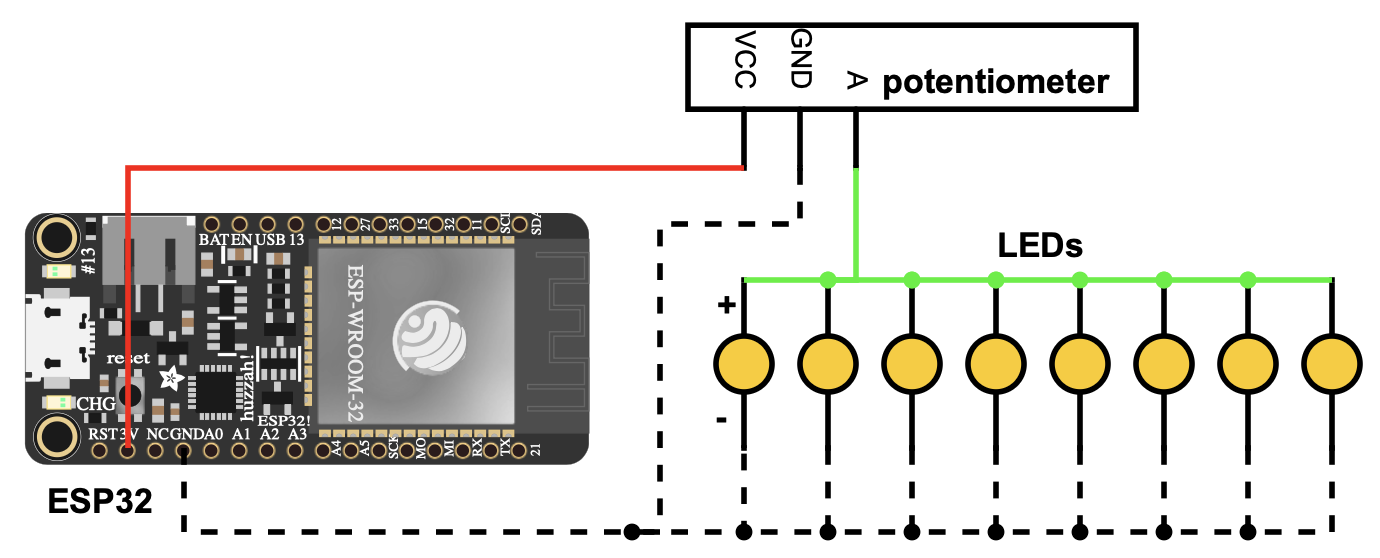 VCC
GND
A
potentiometer
LEDs
+
-
#13
BAT EN USB 13
12 27 33 15 32 11 SCL SDA
ESP-WROOM-32
reset
huzzah!
CHG
ESP32!
RST 3V NC GND A0 A1 A2 A3
A4 A5 SCK MO MI RX TX 21
ESP32